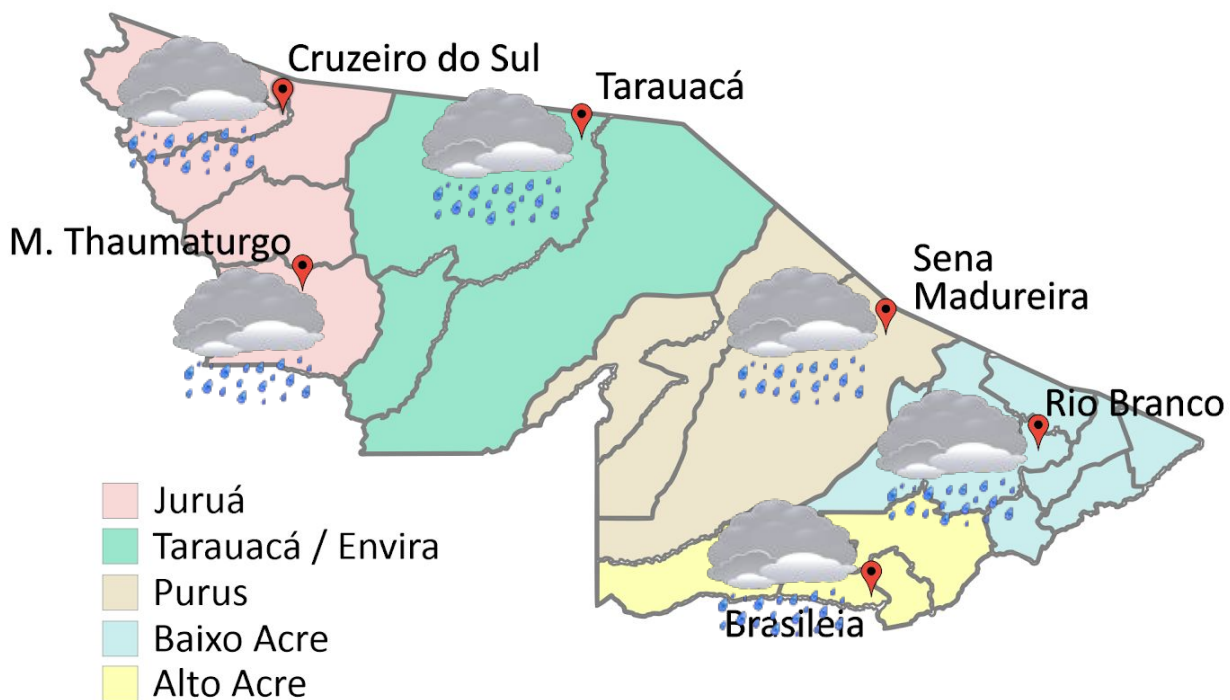 Cruzeiro do Sul
Tarauacá
M. Thaumaturgo
Sena
Madureira
Rio Branco
Brasileia
Juruá
Tarauacá / Envira
Purus
Baixo Acre
Alto Acre